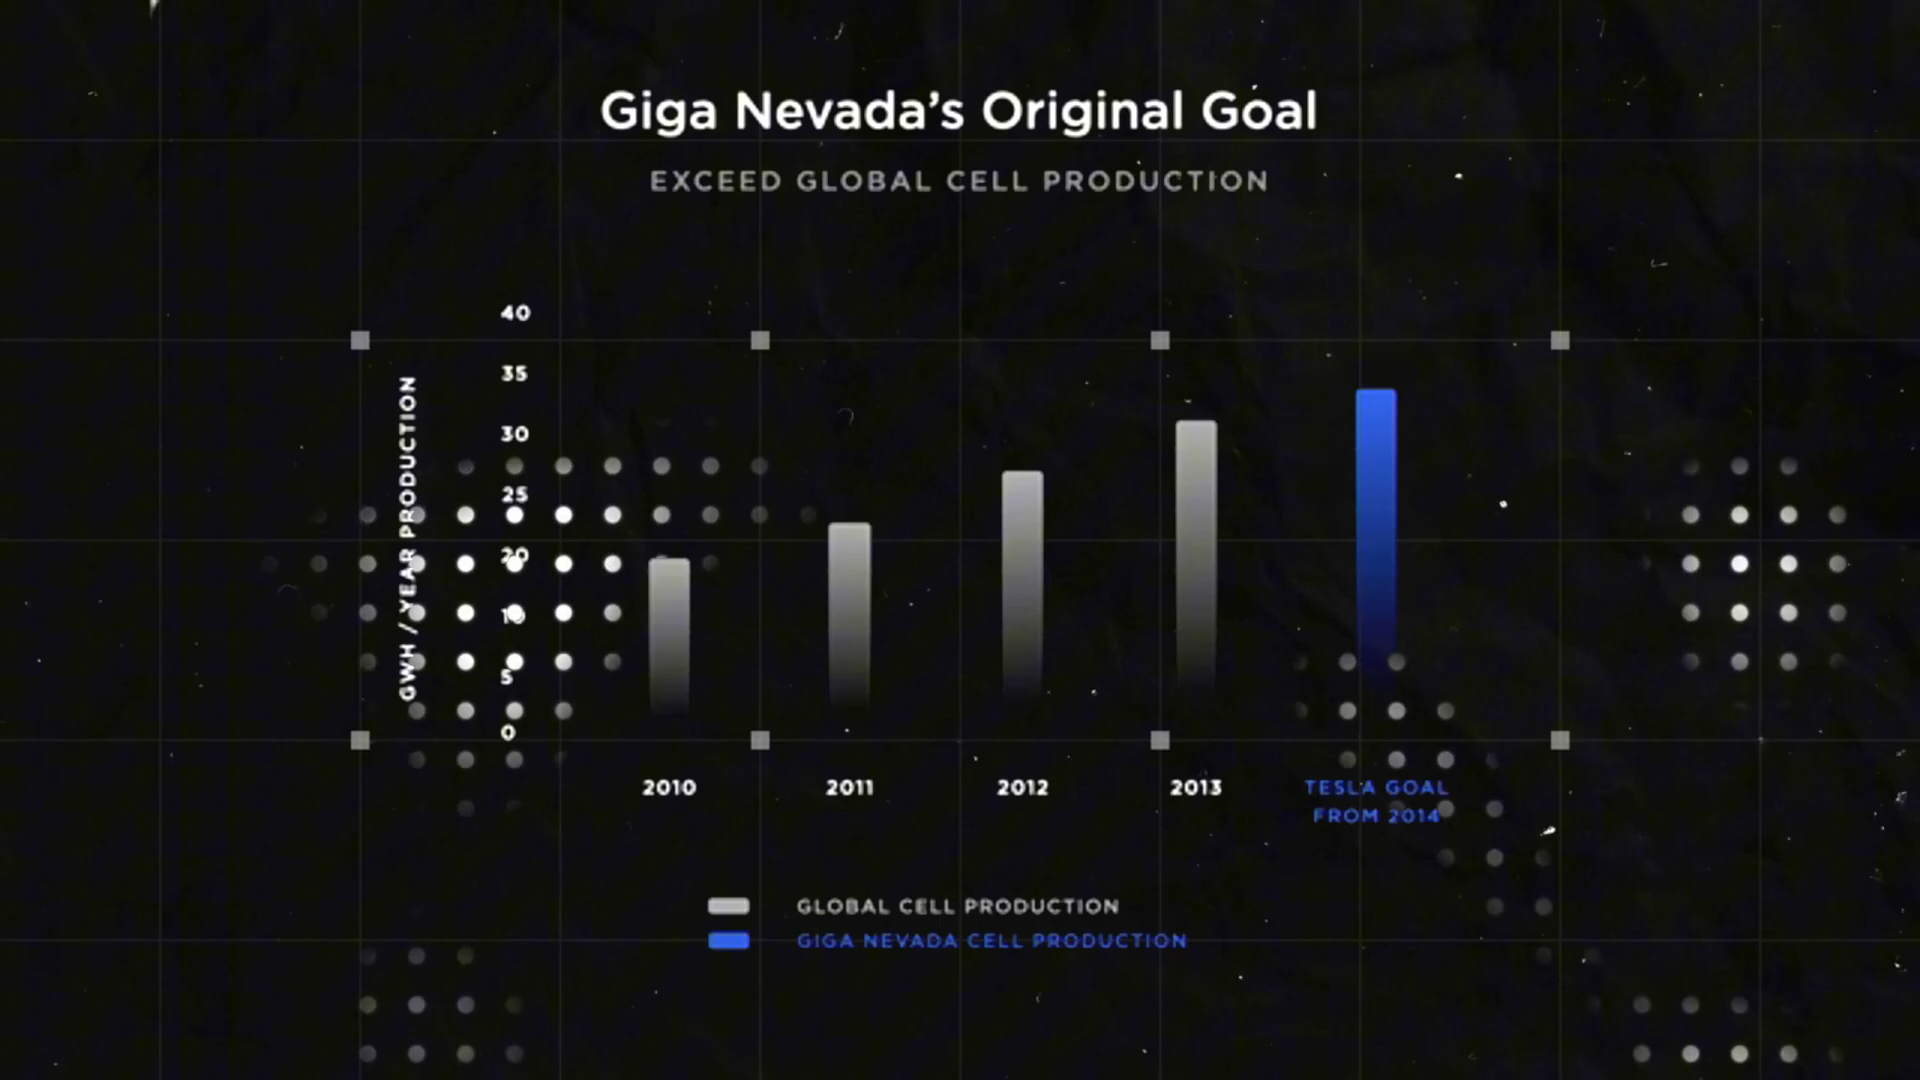 Giga Nevada's Original Goal
EXCEED GLOBAL CELL PRODUCTION
GWH / YEAR PRODUCTION
40
35
30
25
20
10
5
0
2010
2011
2012
2013
TESLA GOAL
FROM 2014
GLOBAL CELL PRODUCTION
GIGA NEVADA CELL PRODUCTION